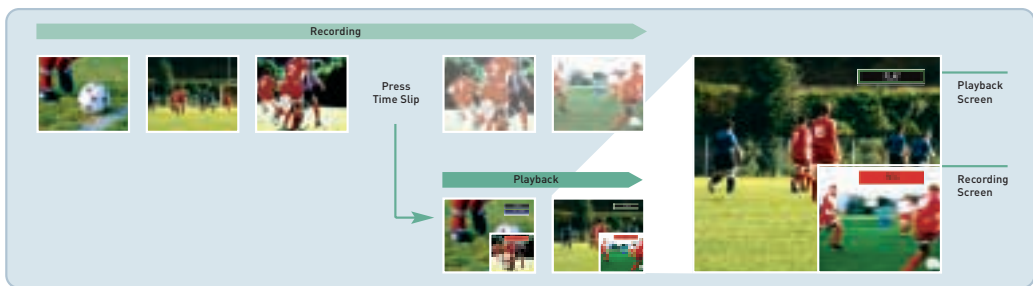 Recording
Press
Time Slip
Playback
Screen
Playback
Recording
Screen